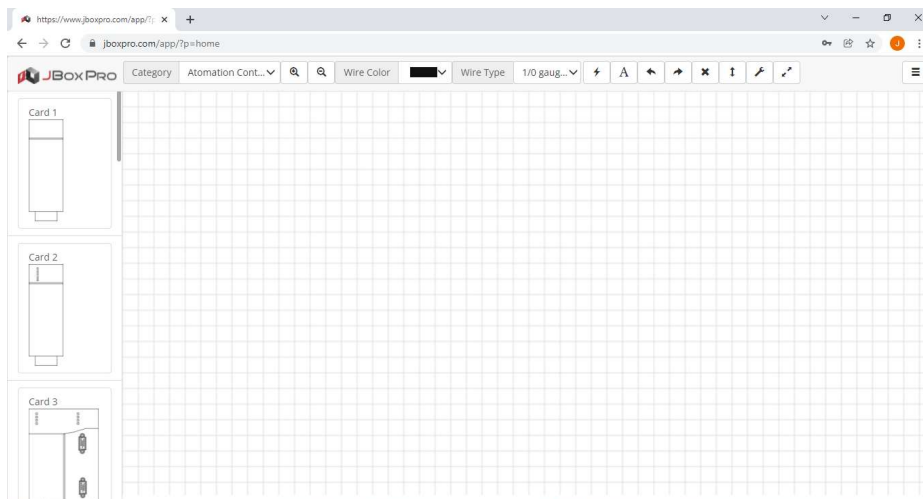 https://www.jboxpro.com/app/?
jboxpro.com/app/?p=home
J
JBOXPRO Category Atomation Cont... Wire Color Wire Type 1/0 gaug... A
Card 1
Card 2
Card 3